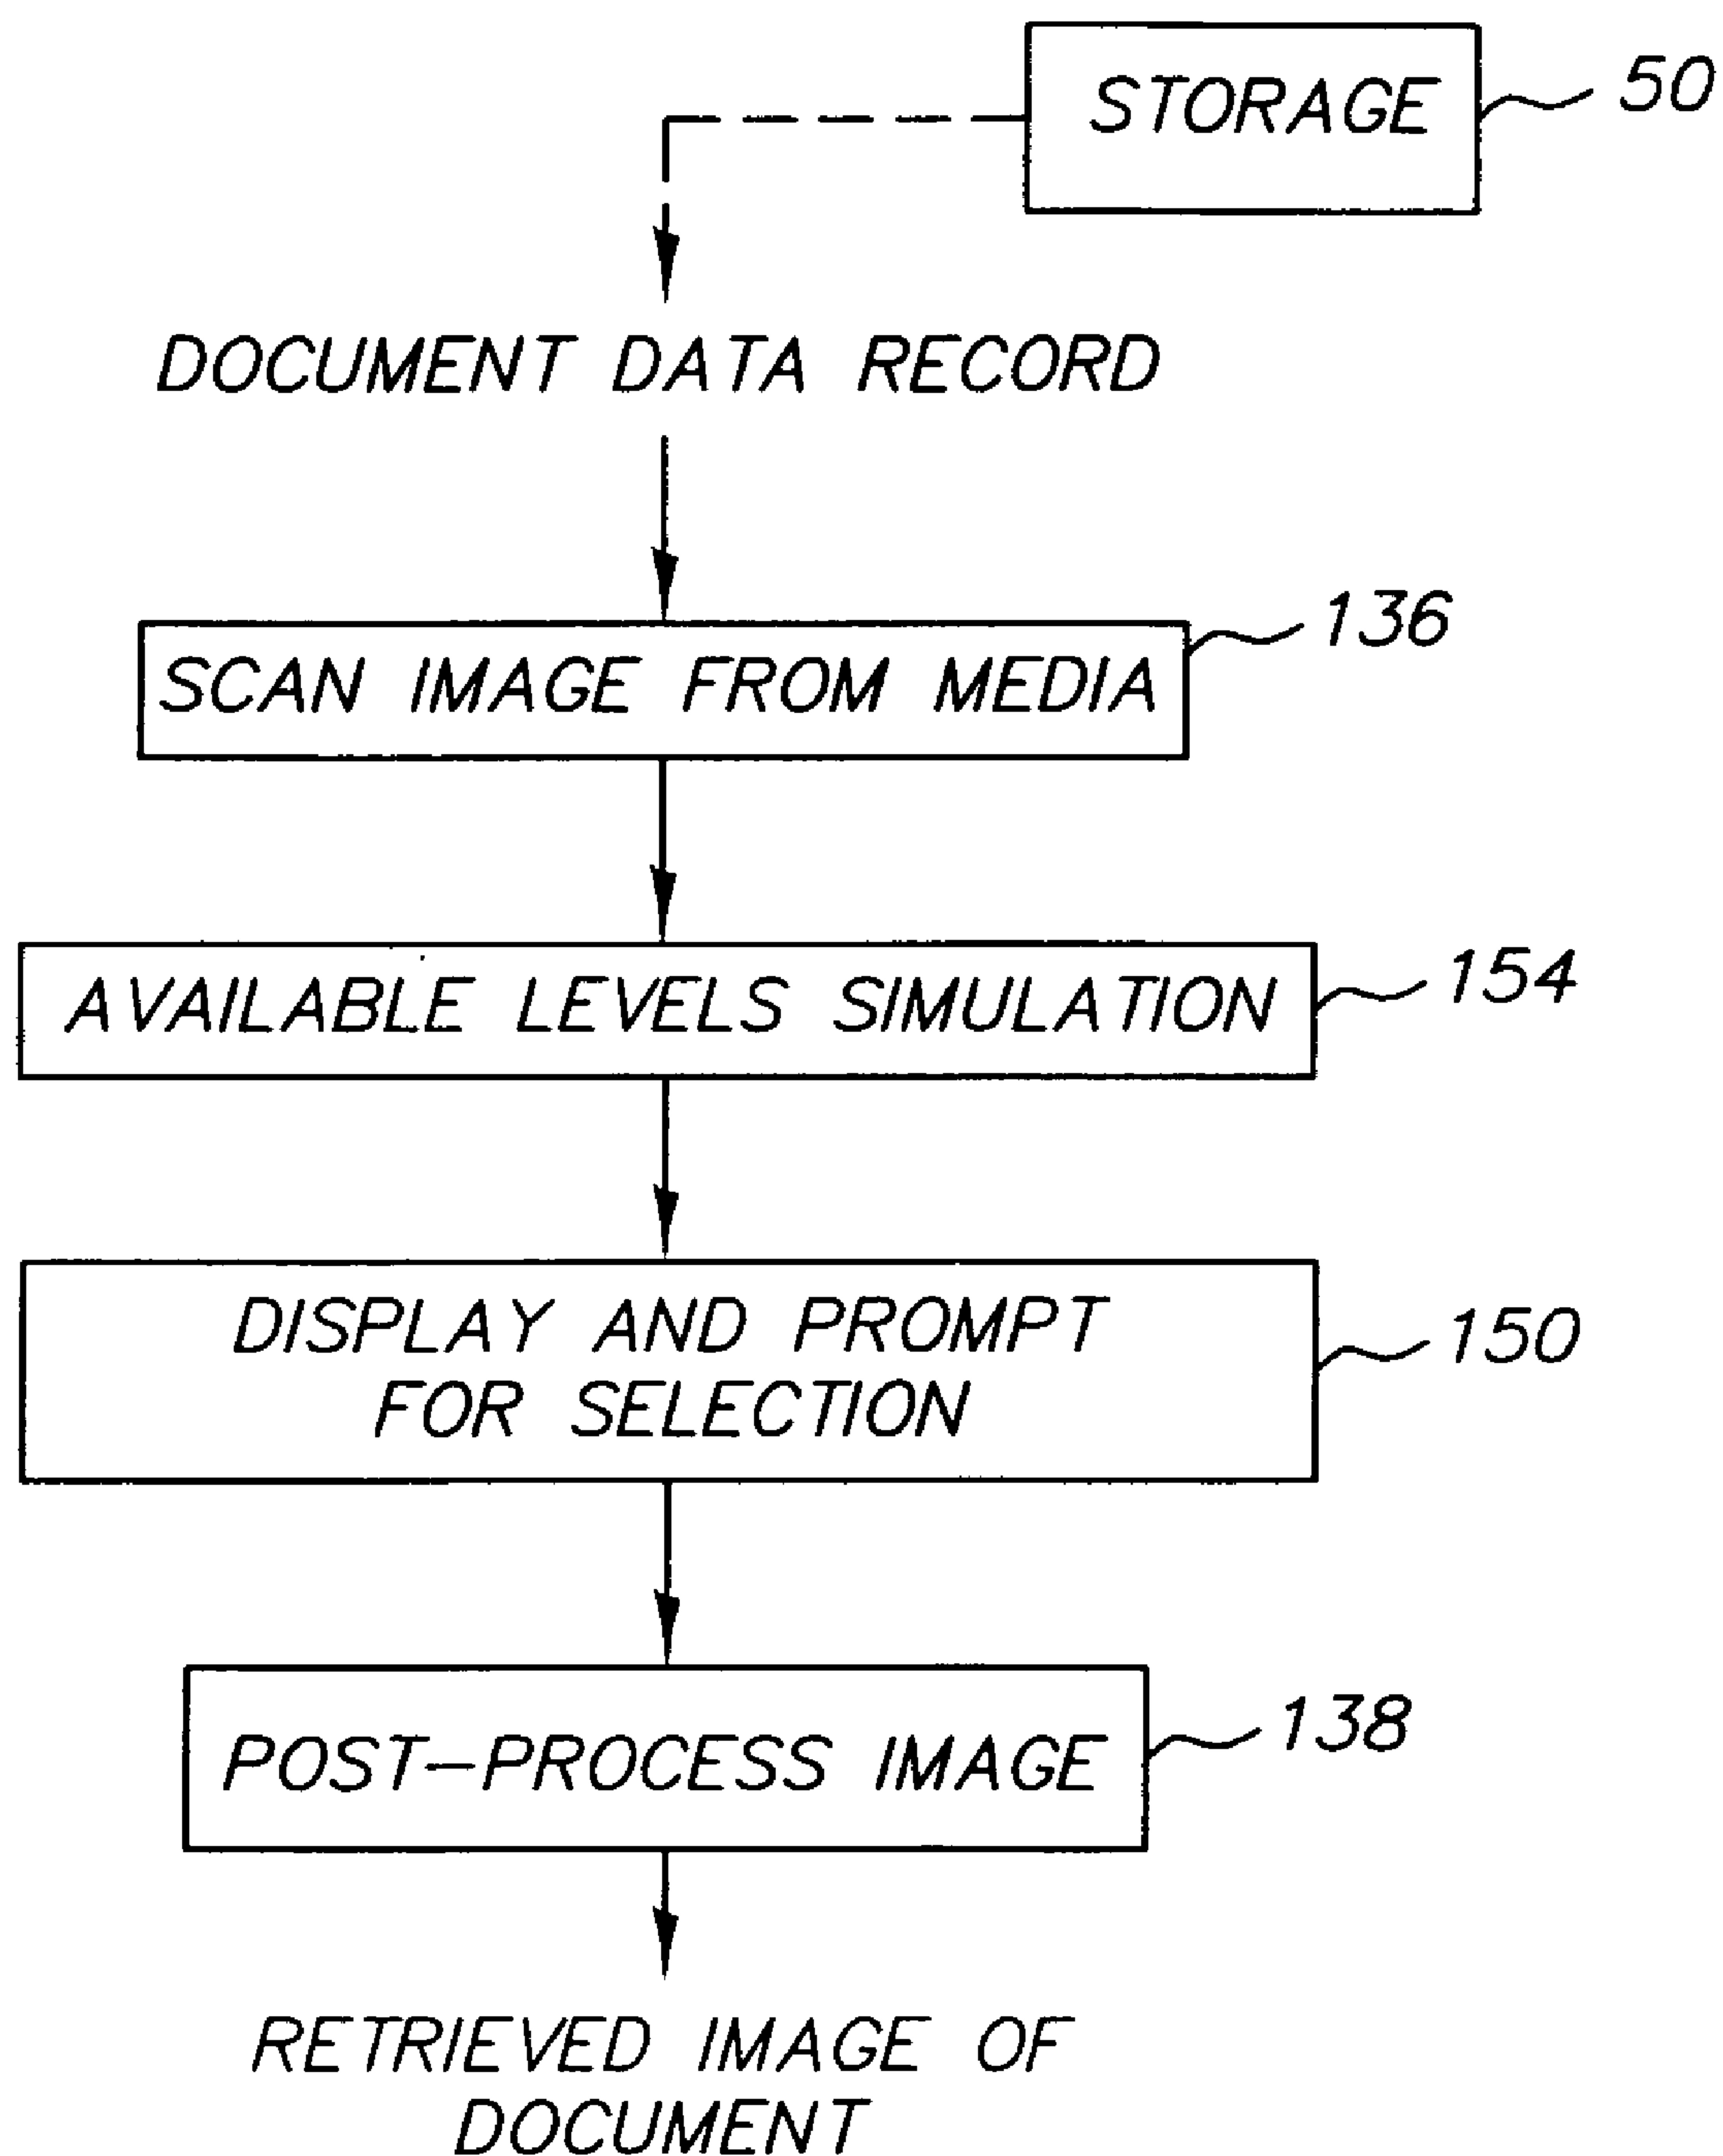 STORAGE
50
DOCUMENT DATA RECORD
136
SCAN IMAGE FROM MEDIA
154
AVAILABLE LEVELS SIMULATION
DISPLAY AND PROMPT
150
FOR SELECTION
138
POST-PROCESS IMAGE
RETRIEVED IMAGE OF
DOCUMENT